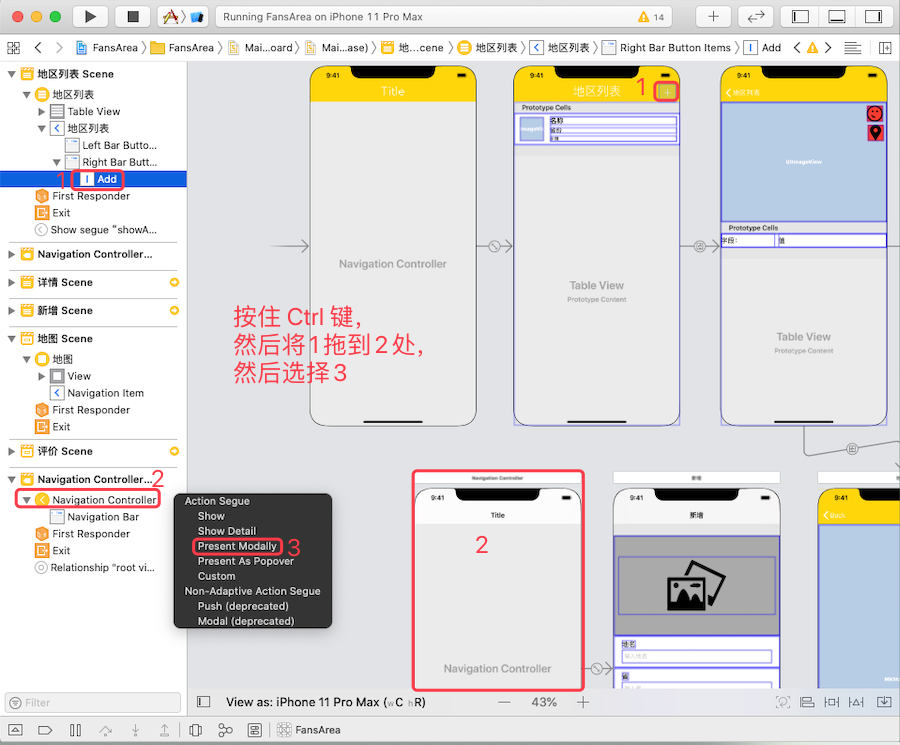 Running FansArea on iPhone 11 Pro Max
14
FansArea
FansArea
Mai...oard
Mai...ase)
地...cene
地区列表
地区列表
Right Bar Button Items
Add
地区列表 Scene
地区列表
Table View
地区列表
Left Bar Butto...
Right Bar Butt...
1
Add
First Responder
Exit
Show segue "showA...
Navigation Controller...
详情 Scene
新增 Scene
地图 Scene
地图
View
Navigation Item
First Responder
Exit
评价 Scene
Navigation Controller...
2
Navigation Controller
Navigation Bar
First Responder
Exit
Relationship "root vi...
Filter
9:41
Title
Navigation Controller
9:41
地区列表
1
Prototype Cells
名称
省份
Table View
Prototype Content
9:41
地区列表
UIImageView
Prototype Cells
字段:
值
Table View
Prototype Content
按住 Ctrl 键,
然后将1拖到2处,
然后选择3
Action Segue
Show
Show Detail
Present Modally
3
Present As Popover
Custom
Non-Adaptive Action Segue
Push (deprecated)
Modal (deprecated)
Navigation Controller
9:41
Title
2
Navigation Controller
新增
9:41
新增
地名
输入地名
省
9:41
Back
View as: iPhone 11 Pro Max (wC hR)
43%
FansArea